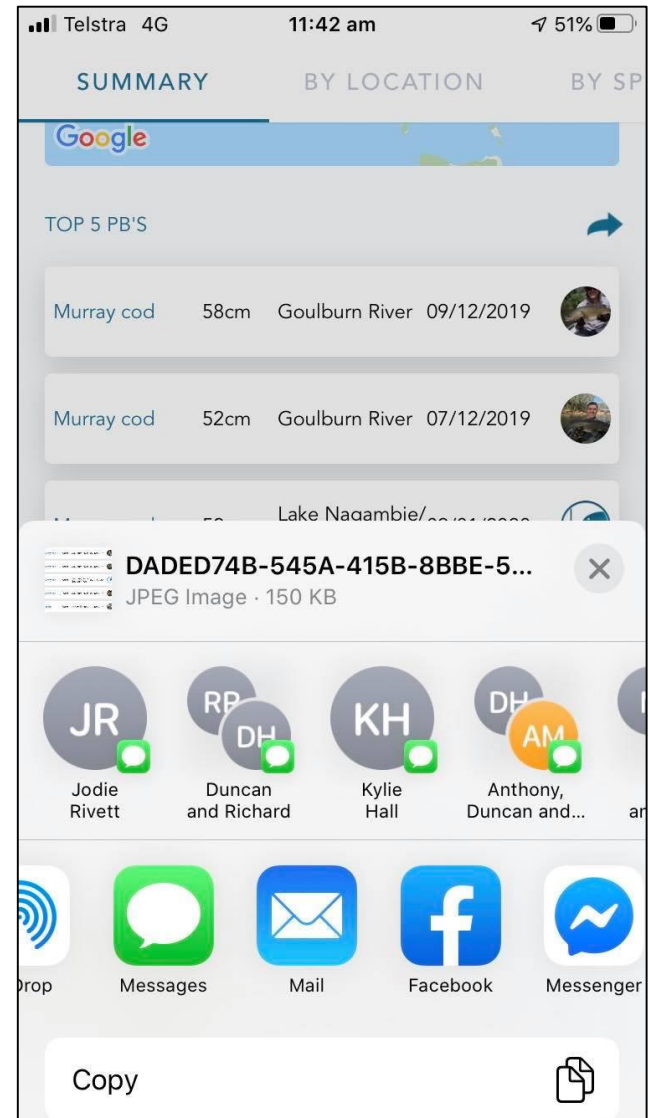 Telstra 4G 11:42 am 51%
SUMMARY BY LOCATION BY SP
Google
TOP 5 PB'S
Murray cod 58cm Goulburn River 09/12/2019
Murray cod 52cm Goulburn River 07/12/2019
Lake Nagambie/
DADED74B-545A-415B-8BBE-5...
JPEG Image · 150 KB
JR DH KH DH AM
Jodie Duncan Kylie Anthony,
Rivett and Richard Hall Duncan and...
Drop Messages Mail Facebook Messenger
Copy